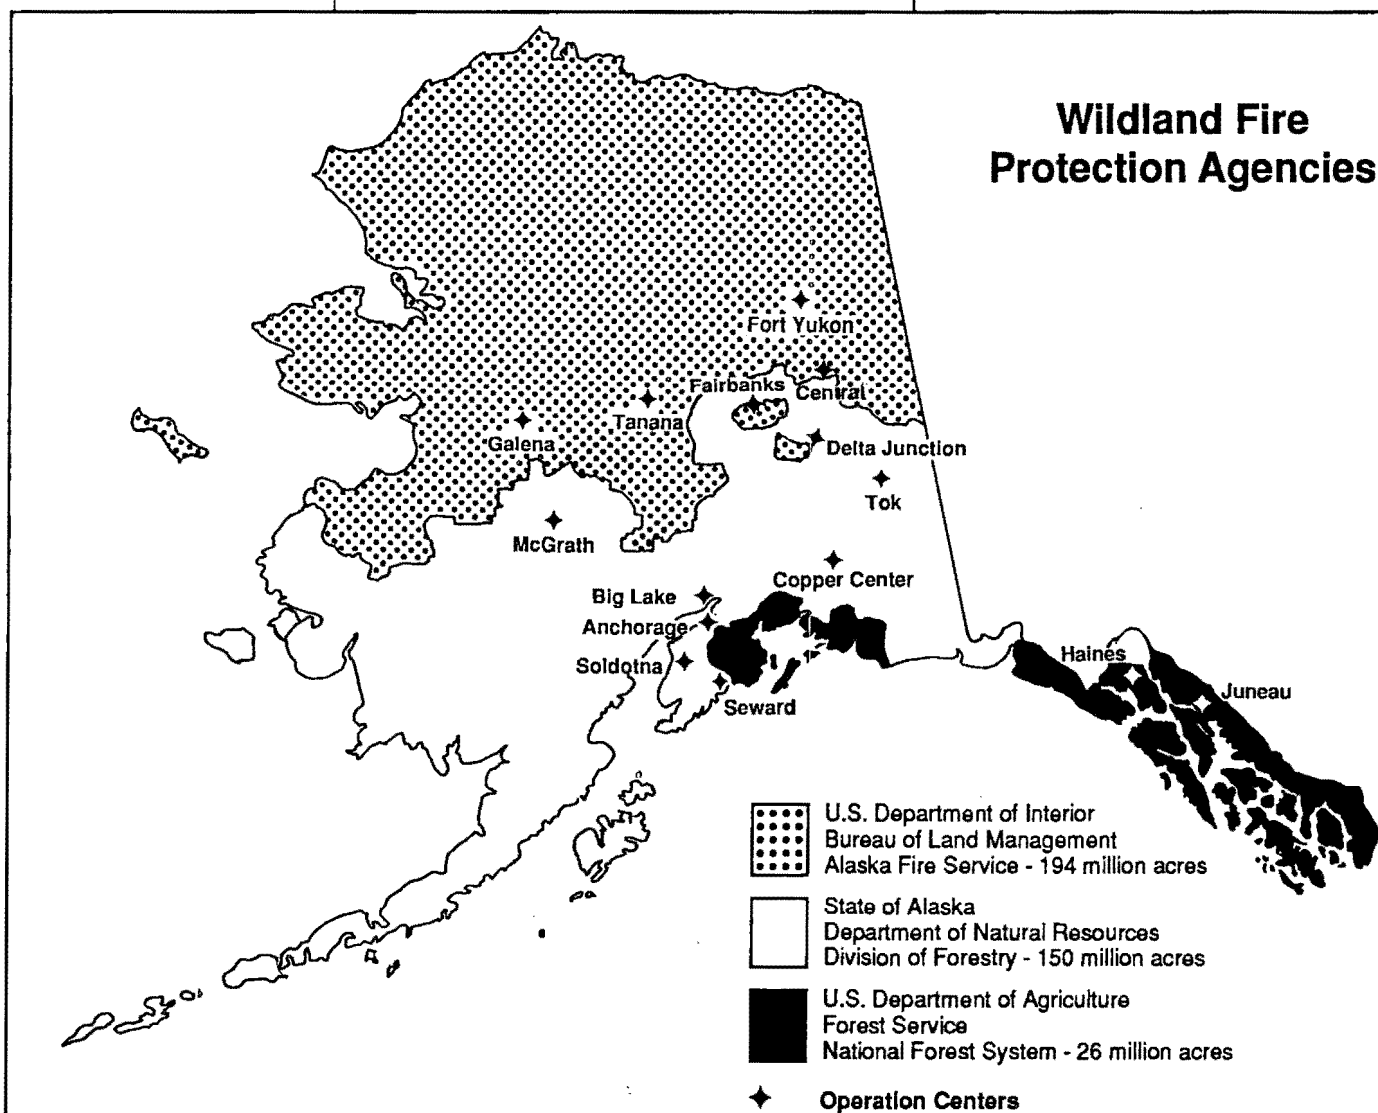 Wildland Fire
Protection Agencies
Fort Yukon
Fairbanks
Central
Tanana
Galena
Delta Junction
Tok
McGrath
Copper Center
Big Lake
Anchorage
Soldotna
Seward
Haines
Juneau
U.S. Department of Interior
Bureau of Land Management
Alaska Fire Service - 194 million acres
State of Alaska
Department of Natural Resources
Division of Forestry - 150 million acres
U.S. Department of Agriculture
Forest Service
National Forest System - 26 million acres
Operation Centers